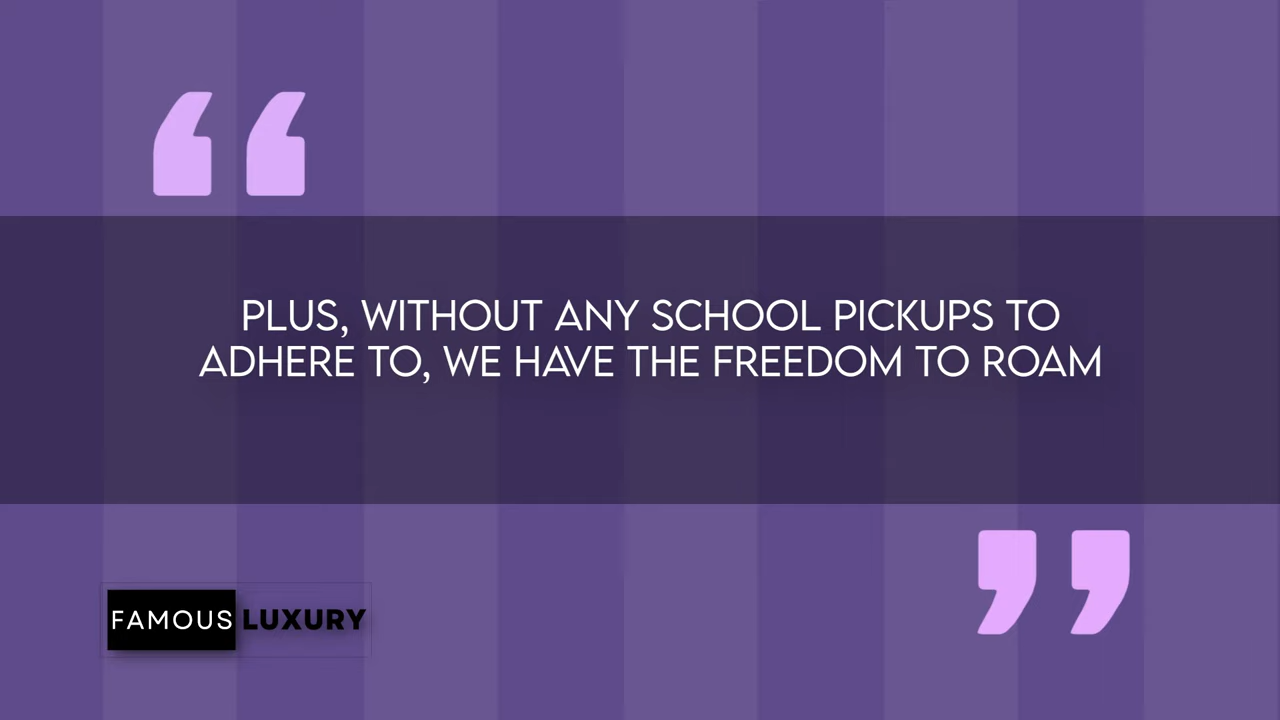 PLUS, WITHOUT ANY SCHOOL PICKUPS TO
ADHERE TO, WE HAVE THE FREEDOM TO ROAM
FAMOUS LUXURY